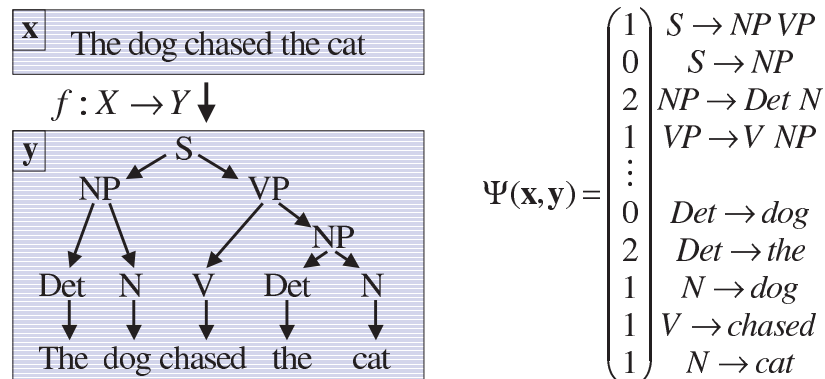 x
The dog chased the cat
f : X → Y
y
S
NP VP
NP
Det N V Det N
The dog chased the cat
Ψ(x,y) =
1 S → NP VP
0 S → NP
2 NP → Det N
1 VP → V NP
⋮
0 Det → dog
2 Det → the
1 N → dog
1 V → chased
1 N → cat